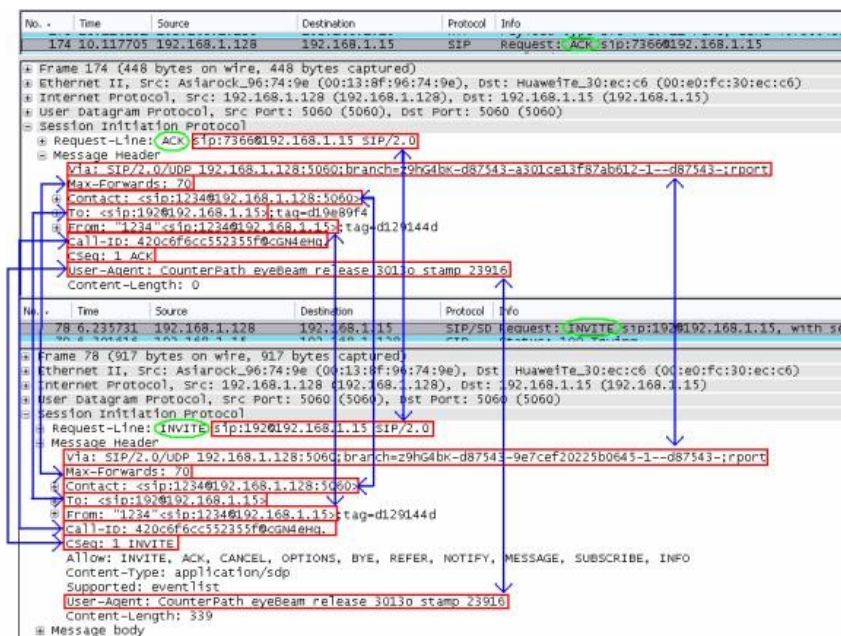 No. Time Source Destination Protocol Info
174 10.117705 192.168.1.128 192.168.1.15 SIP Request: ACK sip:7366@192.168.1.15
Frame 174 (448 bytes on wire, 448 bytes captured)
Ethernet II, Src: Asiarock_96:74:9e (00:13:8f:96:74:9e), Dst: HuaweiTe_30:ec:c6 (00:e0:fc:30:ec:c6)
Internet Protocol, Src: 192.168.1.128 (192.168.1.128), Dst: 192.168.1.15 (192.168.1.15)
User Datagram Protocol, Src Port: 5060 (5060), Dst Port: 5060 (5060)
Session Initiation Protocol
Request-Line: ACK sip:7366@192.168.1.15 SIP/2.0
Message Header
Via: SIP/2.0/UDP 192.168.1.128:5060;branch=z9hG4bK-d87543-a301ce13f87ab612-1--d87543-;rport
Max-Forwards: 70
Contact: <sip:1234@192.168.1.128:5060>
To: <sip:192@192.168.1.15>;tag=d19e89f4
From: "1234"<sip:1234@192.168.1.15>;tag=d129144d
Call-ID: 420c6f6cc552355f@cGN4eHq.
CSeq: 1 ACK
User-Agent: CounterPath eyeBeam release 3013o stamp 23916
Content-Length: 0
No. Time Source Destination Protocol Info
78 6.235731 192.168.1.128 192.168.1.15 SIP/SD Request: INVITE sip:192@192.168.1.15, with se
Frame 78 (917 bytes on wire, 917 bytes captured)
Ethernet II, Src: Asiarock_96:74:9e (00:13:8f:96:74:9e), Dst: HuaweiTe_30:ec:c6 (00:e0:fc:30:ec:c6)
Internet Protocol, Src: 192.168.1.128 (192.168.1.128), Dst: 192.168.1.15 (192.168.1.15)
User Datagram Protocol, Src Port: 5060 (5060), Dst Port: 5060 (5060)
Session Initiation Protocol
Request-Line: INVITE sip:192@192.168.1.15 SIP/2.0
Message Header
Via: SIP/2.0/UDP 192.168.1.128:5060;branch=z9hG4bK-d87543-9e7cef20225b0645-1--d87543-;rport
Max-Forwards: 70
Contact: <sip:1234@192.168.1.128:5060>
To: <sip:192@192.168.1.15>
From: "1234"<sip:1234@192.168.1.15>;tag=d129144d
Call-ID: 420c6f6cc552355f@cGN4eHq.
CSeq: 1 INVITE
Allow: INVITE, ACK, CANCEL, OPTIONS, BYE, REFER, NOTIFY, MESSAGE, SUBSCRIBE, INFO
Content-Type: application/sdp
Supported: eventlist
User-Agent: CounterPath eyeBeam release 3013o stamp 23916
Content-Length: 339
Message body